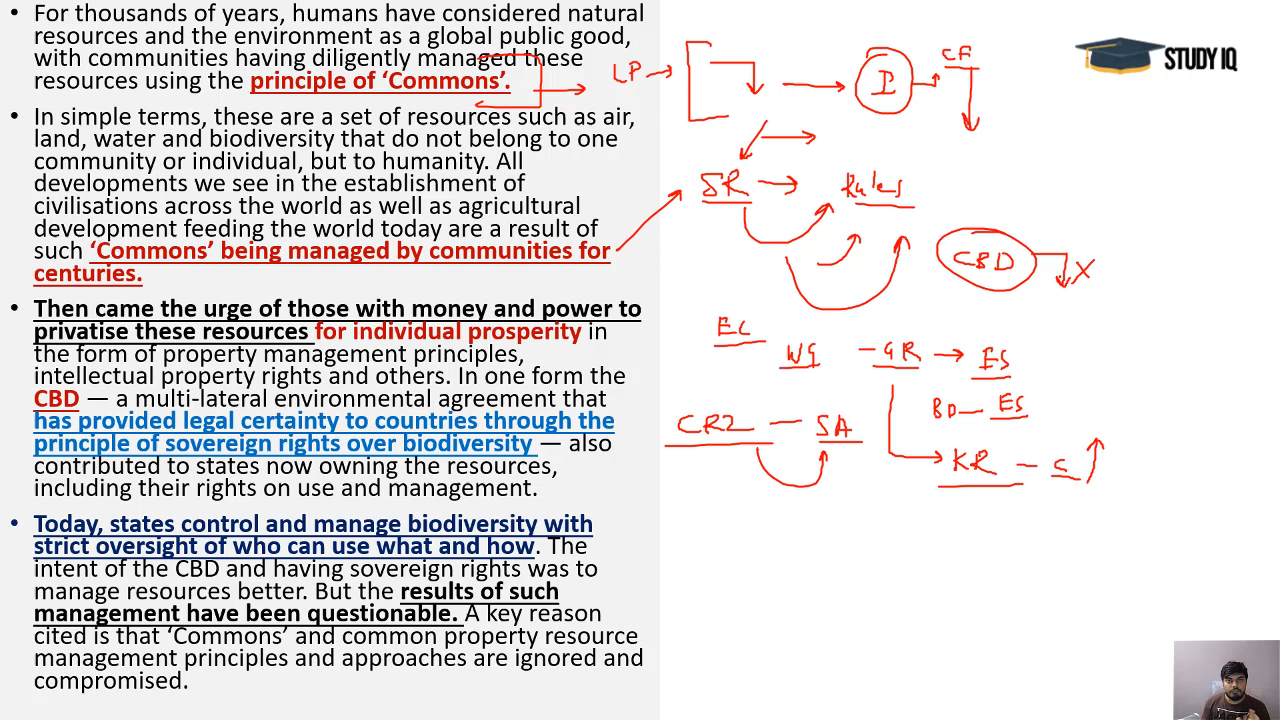 • For thousands of years, humans have considered natural
resources and the environment as a global public good,
with communities having diligently managed these
resources using the principle of ‘Commons’.
• In simple terms, these are a set of resources such as air,
land, water and biodiversity that do not belong to one
community or individual, but to humanity. All
developments we see in the establishment of
civilisations across the world as well as agricultural
development feeding the world today are a result of
such ‘Commons’ being managed by communities for
centuries.
• Then came the urge of those with money and power to
privatise these resources for individual prosperity in
the form of property management principles,
intellectual property rights and others. In one form the
CBD — a multi-lateral environmental agreement that
has provided legal certainty to countries through the
principle of sovereign rights over biodiversity — also
contributed to states now owning the resources,
including their rights on use and management.
• Today, states control and manage biodiversity with
strict oversight of who can use what and how. The
intent of the CBD and having sovereign rights was to
manage resources better. But the results of such
management have been questionable. A key reason
cited is that ‘Commons’ and common property resource
management principles and approaches are ignored and
compromised.
STUDY IQ
LP
I
SR
Rules
CBD
X
WG
GR
ES
BD
ES
SA
KR